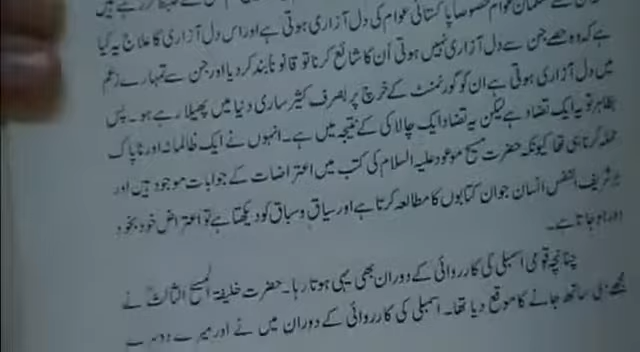 مسلمان عوام خصوصاً پاکستانی عوام کی دل آزاری ہوتی ہے اور اس دل آزاری کا علاج یہ کیا
ہے کہ وہ حصے جن سے دل آزاری نہیں ہوتی اُن کا شائع کرنا تو قانوناً بند کر دیا اور جن سے تمہارے زعم
میں دل آزاری ہوتی ہے ان کو گورنمنٹ کے خرچ پر بصرف کثیر ساری دنیا میں پھیلا رہے ہو۔ پس
بظاہر تو یہ ایک تضاد ہے لیکن یہ تضاد ایک چالاکی کے نتیجہ میں ہے۔ انہوں نے ایک ظالمانہ اور ناپاک
حملہ کرنا ہی تھا کیونکہ حضرت مسیح موعود علیہ السلام کی کتب میں اعتراضات کے جوابات موجود ہیں اور
ہر شریف النفس انسان جو ان کتابوں کا مطالعہ کرتا ہے اور سیاق و سباق کو دیکھتا ہے تو اعتراض خود بخود
دور ہو جاتا ہے۔
چنانچہ قومی اسمبلی کی کارروائی کے دوران بھی یہی ہوتا رہا۔ حضرت خلیفۃ المسیح الثالثؒ نے
مجھے بھی ساتھ جانے کا موقع دیا تھا۔ اسمبلی کی کارروائی کے دوران میں نے اور میرے دوسرے